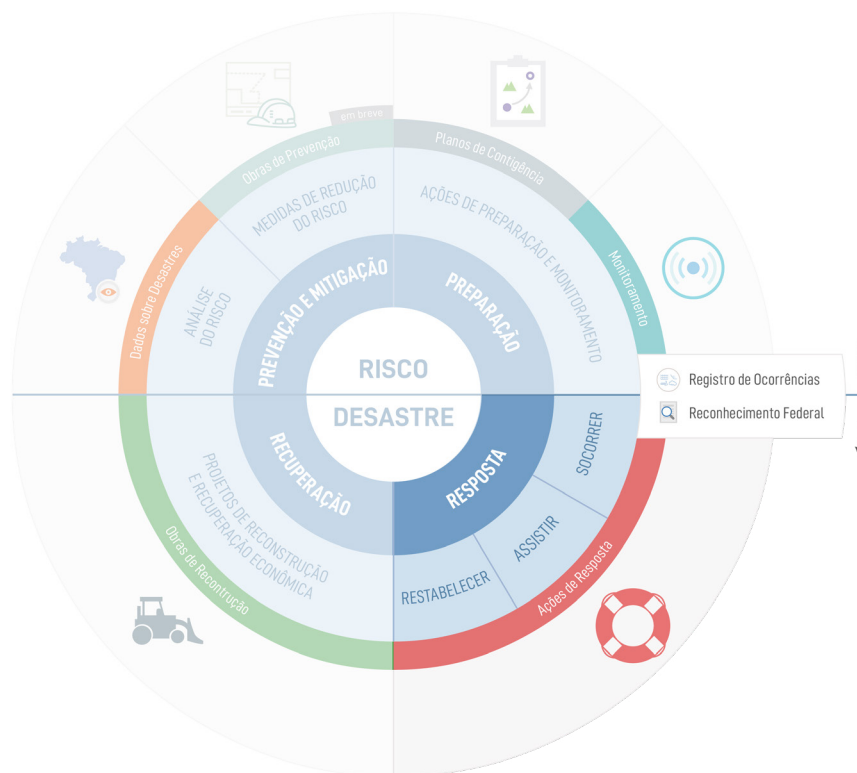 em breve
Obras de Prevenção
Planos de Contigência
MEDIDAS DE REDUÇÃO
DO RISCO
AÇÕES DE PREPARAÇÃO E MONITORAMENTO
Dados sobre Desastres
ANÁLISE
DO RISCO
PREVENÇÃO E MITIGAÇÃO
PREPARAÇÃO
Monitoramento
RISCO
DESASTRE
Registro de Ocorrências
Reconhecimento Federal
RECUPERAÇÃO
RESPOSTA
SOCORRER
ASSISTIR
RESTABELECER
PROJETOS DE RECONSTRUÇÃO
E RECUPERAÇÃO ECONÔMICA
Obras de Recontrução
Ações de Resposta